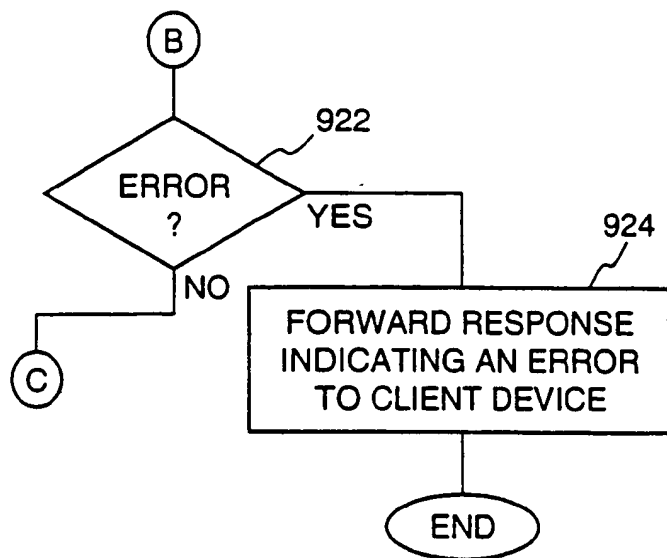 B
922
ERROR
?
YES
924
NO
FORWARD RESPONSE
INDICATING AN ERROR
TO CLIENT DEVICE
C
END